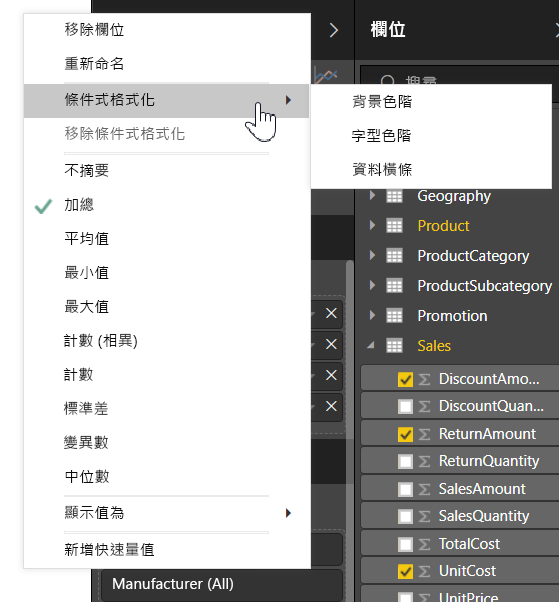 移除欄位
重新命名
條件式格式化
移除條件式格式化
不摘要
加總
平均值
最小值
最大值
計數 (相異)
計數
標準差
變異數
中位數
顯示值為
新增快速量值
背景色階
字型色階
資料橫條
Manufacturer (All)
欄位
搜尋
Geography
Product
ProductCategory
ProductSubcategory
Promotion
Sales
DiscountAmo...
DiscountQuan...
ReturnAmount
ReturnQuantity
SalesAmount
SalesQuantity
TotalCost
UnitCost
UnitPrice